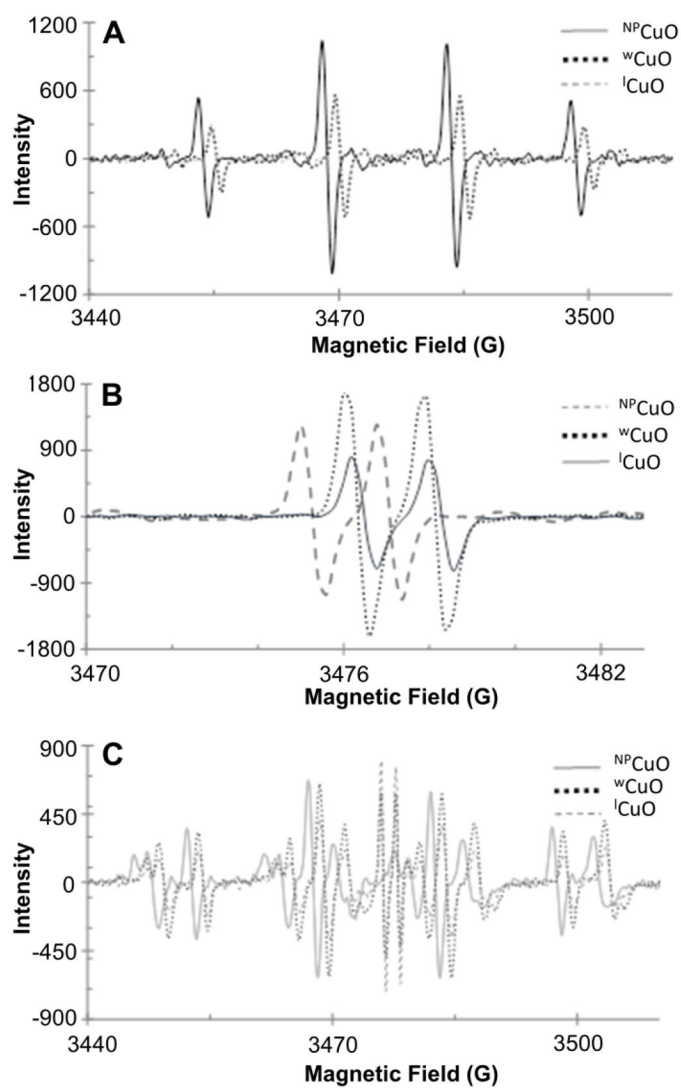 A
1200
600
0
-600
-1200
Intensity
3440
3470
3500
Magnetic Field (G)
NPCuO
wCuO
lCuO
B
1800
900
0
-900
-1800
Intensity
3470
3476
3482
Magnetic Field (G)
NPCuO
wCuO
lCuO
C
900
450
0
-450
-900
Intensity
3440
3470
3500
Magnetic Field (G)
NPCuO
wCuO
lCuO